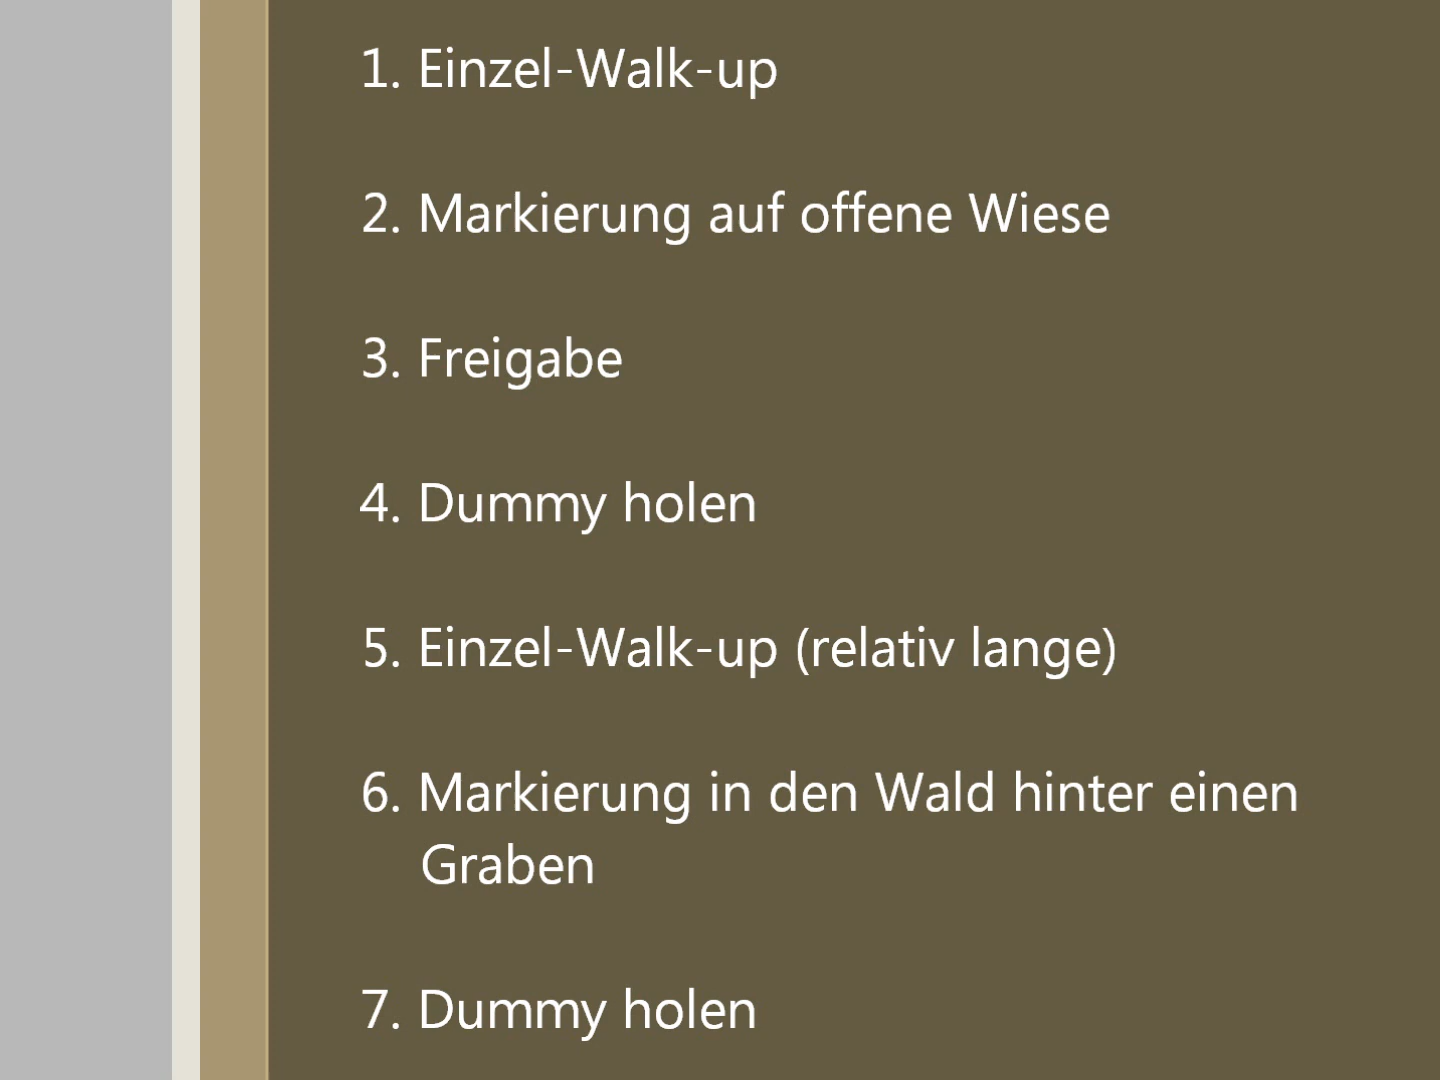 1. Einzel-Walk-up
2. Markierung auf offene Wiese
3. Freigabe
4. Dummy holen
5. Einzel-Walk-up (relativ lange)
6. Markierung in den Wald hinter einen
Graben
7. Dummy holen